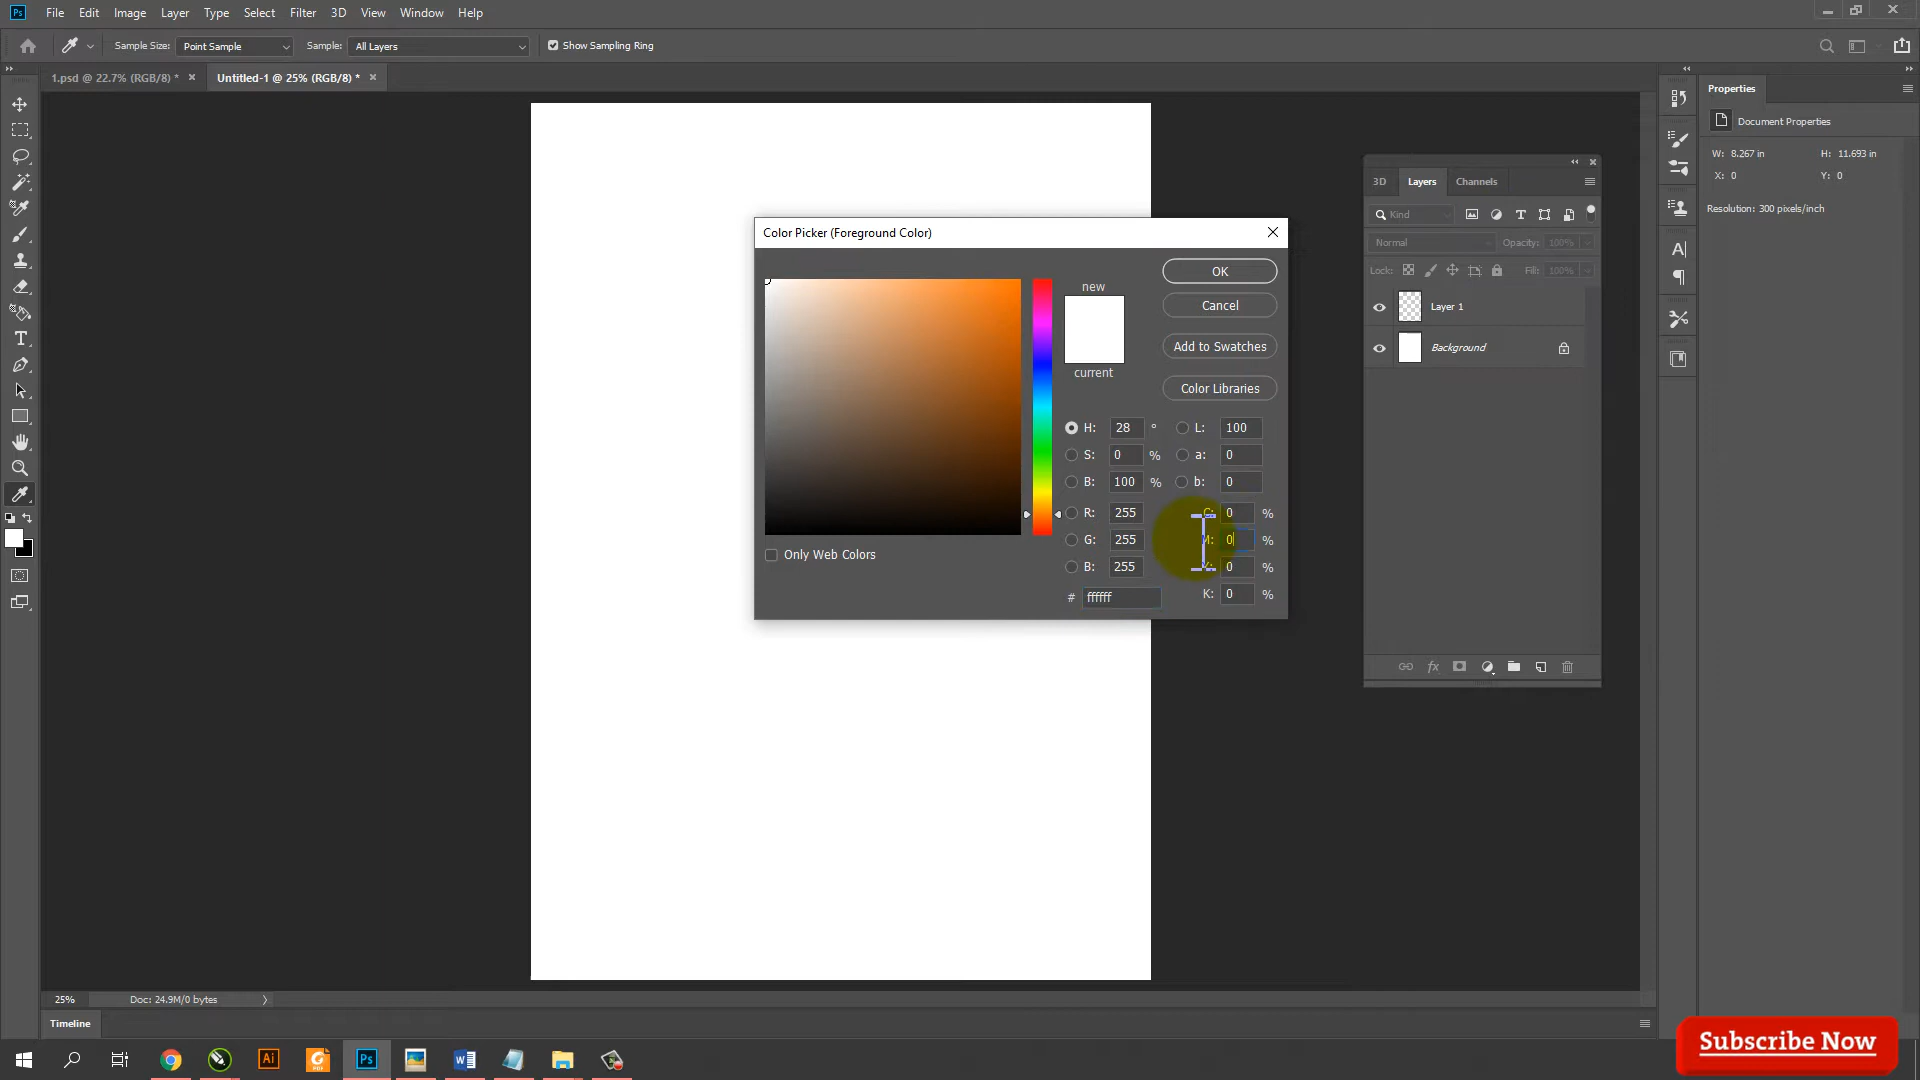 Ps File Edit Image Layer Type Select Filter 3D View Window Help
Sample Size: Point Sample Sample: All Layers Show Sampling Ring
1.psd @ 22.7% (RGB/8) * × Untitled-1 @ 25% (RGB/8) * ×
Properties
Document Properties
W: 8.267 in H: 11.693 in
X: 0 Y: 0
Resolution: 300 pixels/inch
3D Layers Channels
Kind
Normal Opacity: 100%
Lock: Fill: 100%
Layer 1
Background
Color Picker (Foreground Color)
new
current
OK
Cancel
Add to Swatches
Color Libraries
H: 28 ° L: 100
S: 0 % a: 0
B: 100 % b: 0
R: 255 C: 0 %
G: 255 M: 0 %
B: 255 Y: 0 %
# ffffff K: 0 %
Only Web Colors
25% Doc: 24.9M/0 bytes
Timeline
Ai Ps
Subscribe Now